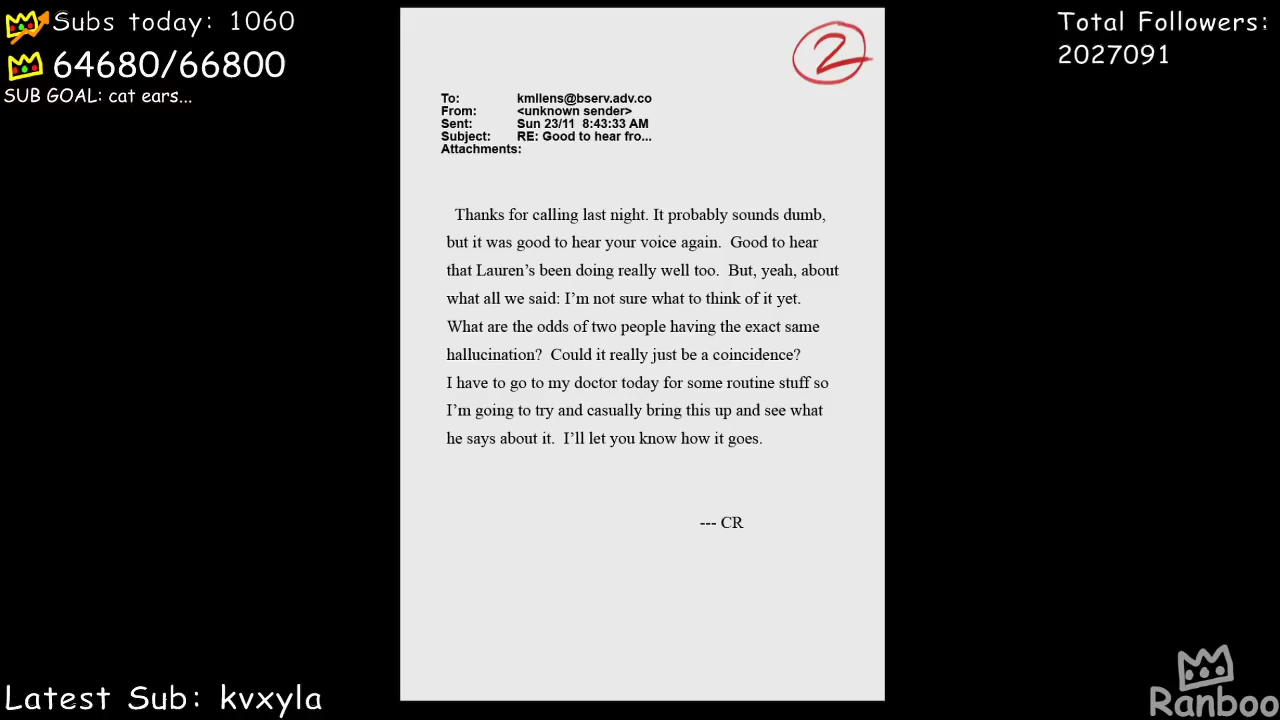 Subs today: 1060
64680/66800
SUB GOAL: cat ears...
Total Followers:
2027091
2
To: kmllens@bserv.adv.co
From: <unknown sender>
Sent: Sun 23/11 8:43:33 AM
Subject: RE: Good to hear fro...
Attachments:
Thanks for calling last night. It probably sounds dumb,
but it was good to hear your voice again. Good to hear
that Lauren’s been doing really well too. But, yeah, about
what all we said: I’m not sure what to think of it yet.
What are the odds of two people having the exact same
hallucination? Could it really just be a coincidence?
I have to go to my doctor today for some routine stuff so
I’m going to try and casually bring this up and see what
he says about it. I’ll let you know how it goes.
--- CR
Latest Sub: kvxyla
Ranboo